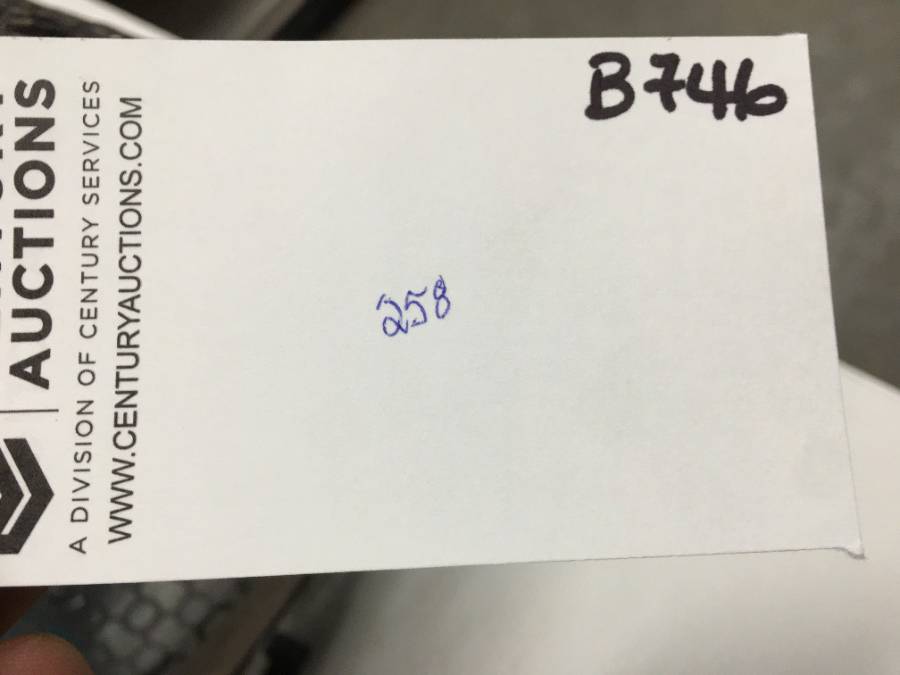 B746
258
AUCTIONS
A DIVISION OF CENTURY SERVICES
WWW.CENTURYAUCTIONS.COM